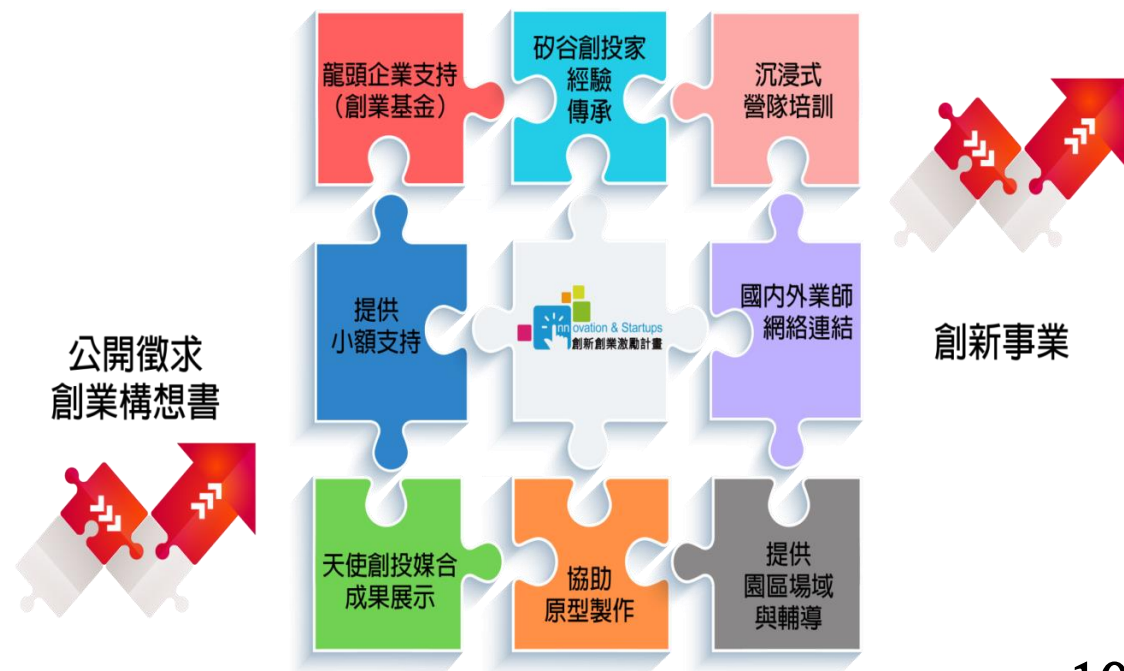 公開徵求
創業構想書
龍頭企業支持
（創業基金）
矽谷創投家
經驗
傳承
沉浸式
營隊培訓
提供
小額支持
Innovation & Startups
創新創業激勵計畫
國內外業師
網絡連結
天使創投媒合
成果展示
協助
原型製作
提供
園區場域
與輔導
創新事業